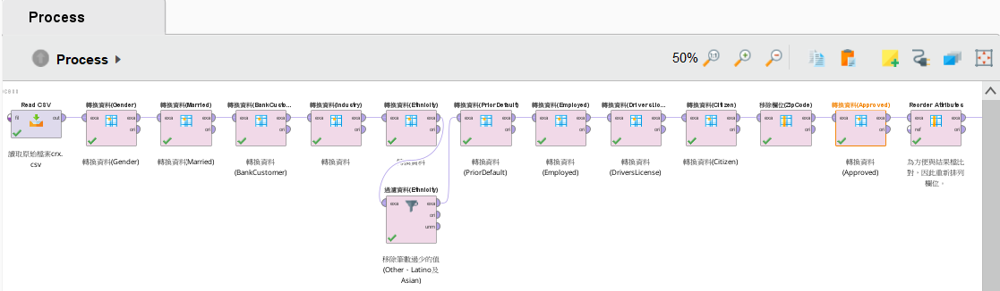 Process
Process
50%
Read CSV
轉換資料(Gender)
轉換資料(Married)
轉換資料(BankCusto...
轉換資料(Industry)
轉換資料(Ethnicity)
轉換資料(PriorDefault)
轉換資料(Employed)
轉換資料(DriversLic...
轉換資料(Citizen)
移除欄位(ZipCode)
轉換資料(Approved)
Reorder Attributes
fil out
exa exa
ori
exa exa
ori
exa exa
ori
exa exa
ori
exa exa
ori
exa exa
ori
exa exa
ori
exa exa
ori
exa exa
ori
exa exa
ori
exa exa
ori
exa exa
ref ori
讀取原始檔案crx.
csv
轉換資料(Gender)
轉換資料(Married)
轉換資料
(BankCustomer)
轉換資料
轉換資料
(PriorDefault)
轉換資料
(Employed)
轉換資料
(DriversLicense)
轉換資料(Citizen)
轉換資料
(Approved)
為方便與結果檔比
對，因此重新排列
欄位。
過濾資料(Ethnicity)
exa exa
ori
unm
移除筆數過少的值
(Other、Latino及
Asian)